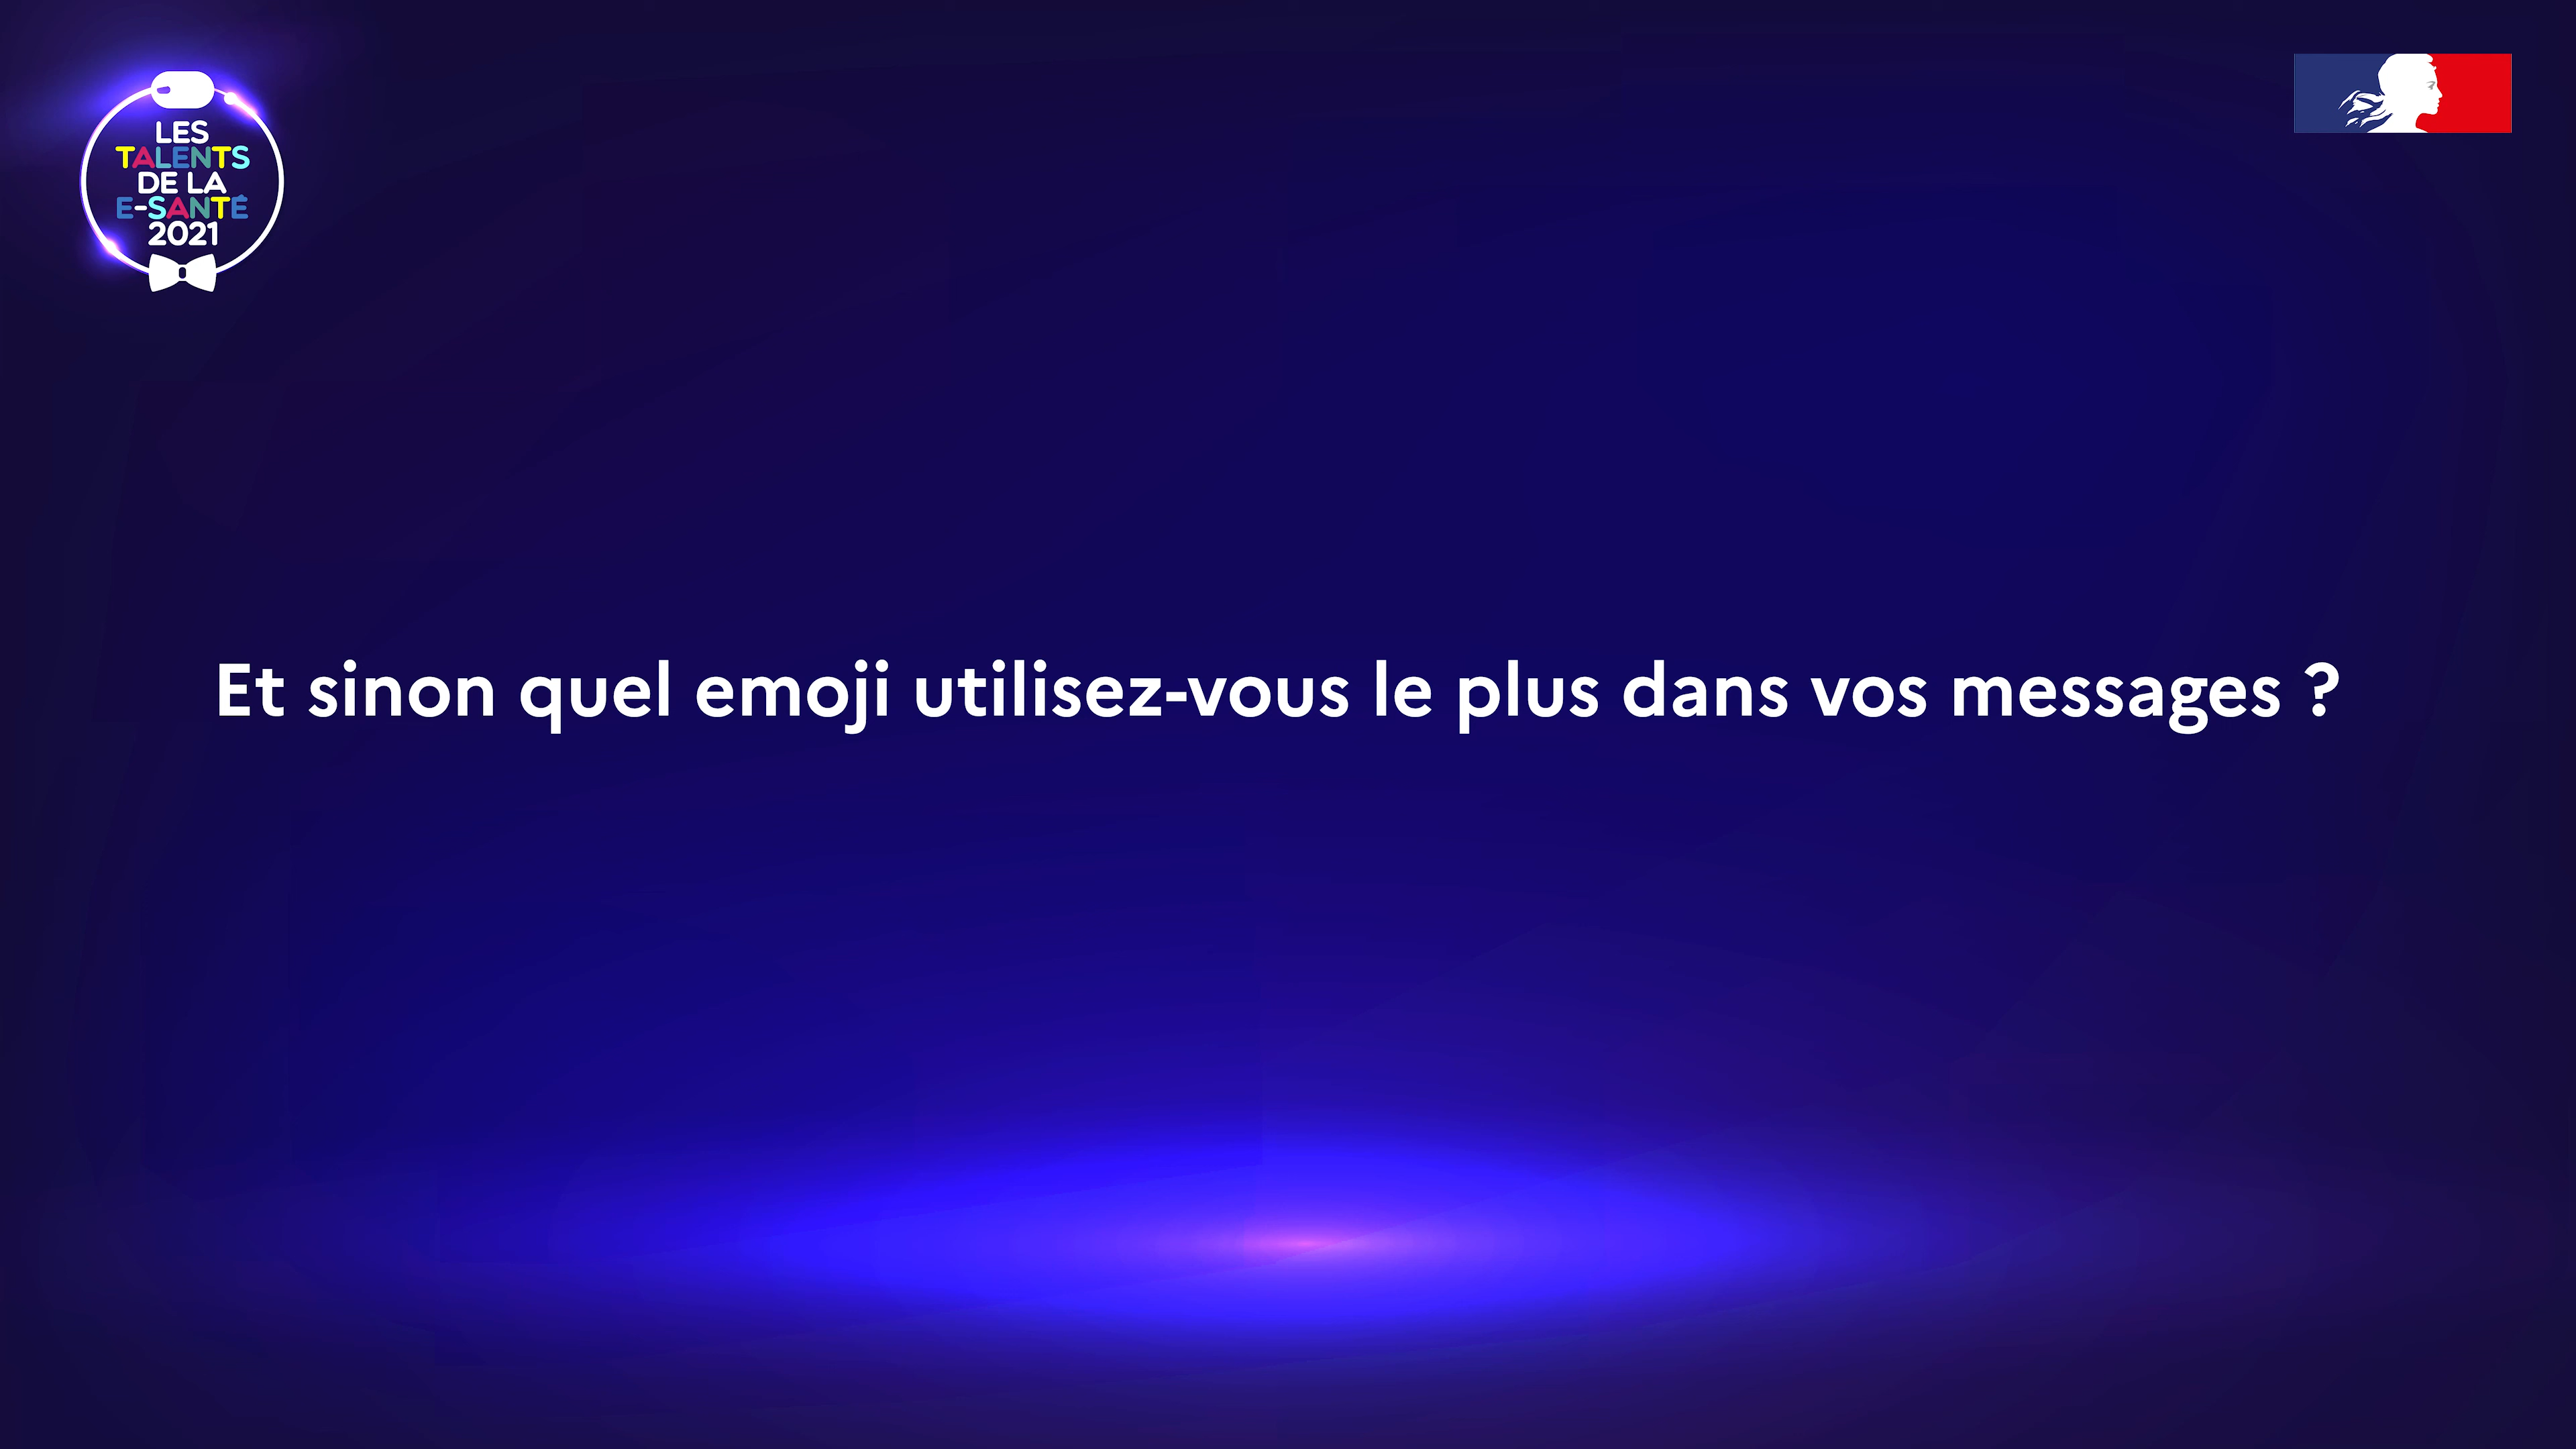 LES
TALENTS
DE LA
E-SANTÉ
2021
Et sinon quel emoji utilisez-vous le plus dans vos messages ?